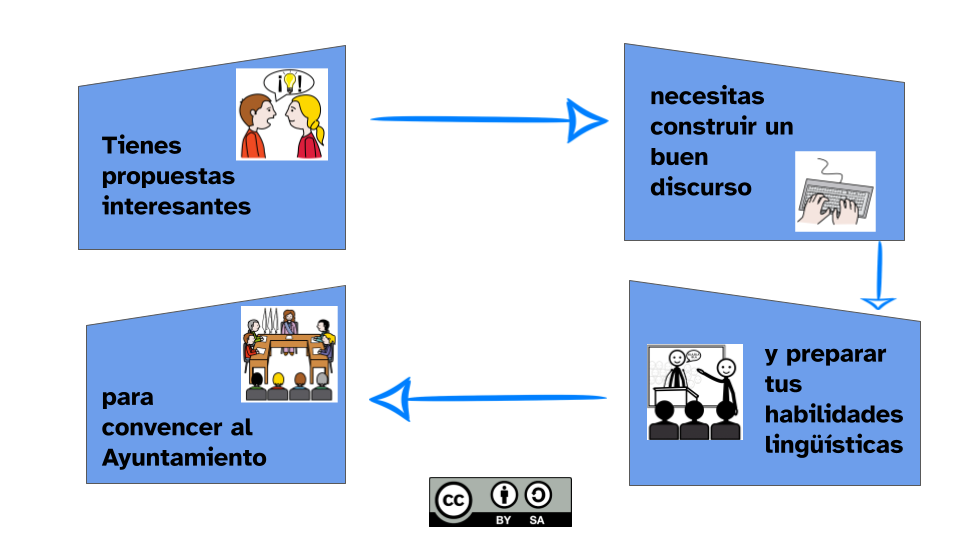 ¡!
Tienes
propuestas
interesantes
necesitas
construir un
buen
discurso
y preparar
tus
habilidades
lingüísticas
para
convencer al
Ayuntamiento
cc
BY SA